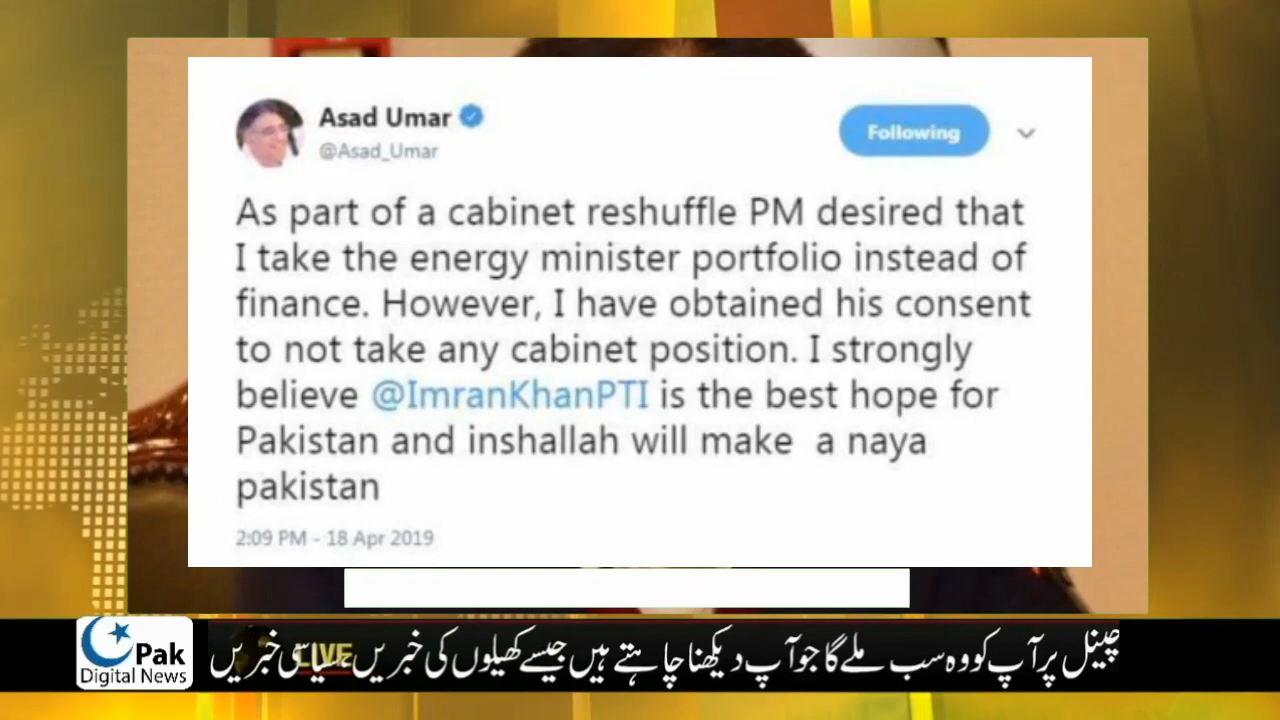 Asad Umar
@Asad_Umar
Following
As part of a cabinet reshuffle PM desired that
I take the energy minister portfolio instead of
finance. However, I have obtained his consent
to not take any cabinet position. I strongly
believe @ImranKhanPTI is the best hope for
Pakistan and inshallah will make a naya
pakistan
2:09 PM - 18 Apr 2019
Pak
Digital News
LIVE
چینل پر آپ کو وہ سب ملے گا جو آپ دیکھنا چاہتے ہیں جیسے کھیلوں کی خبریں، سیاسی خبریں